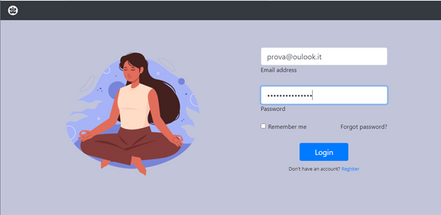 prova@oulook.it
Email address
•••••••••••••••
Password
Remember me Forgot password?
Login
Don't have an account? Register